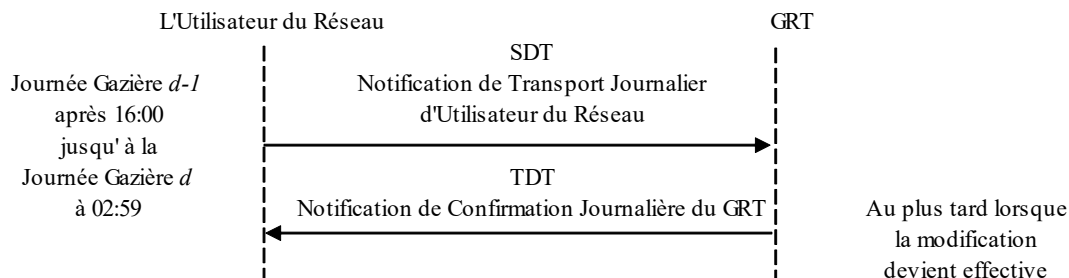 L'Utilisateur du Réseau
GRT
SDT
Journée Gazière d-1
Notification de Transport Journalier
après 16:00
d'Utilisateur du Réseau
jusqu' à la
Journée Gazière d
TDT
à 02:59
Notification de Confirmation Journalière du GRT
Au plus tard lorsque
la modification
devient effective